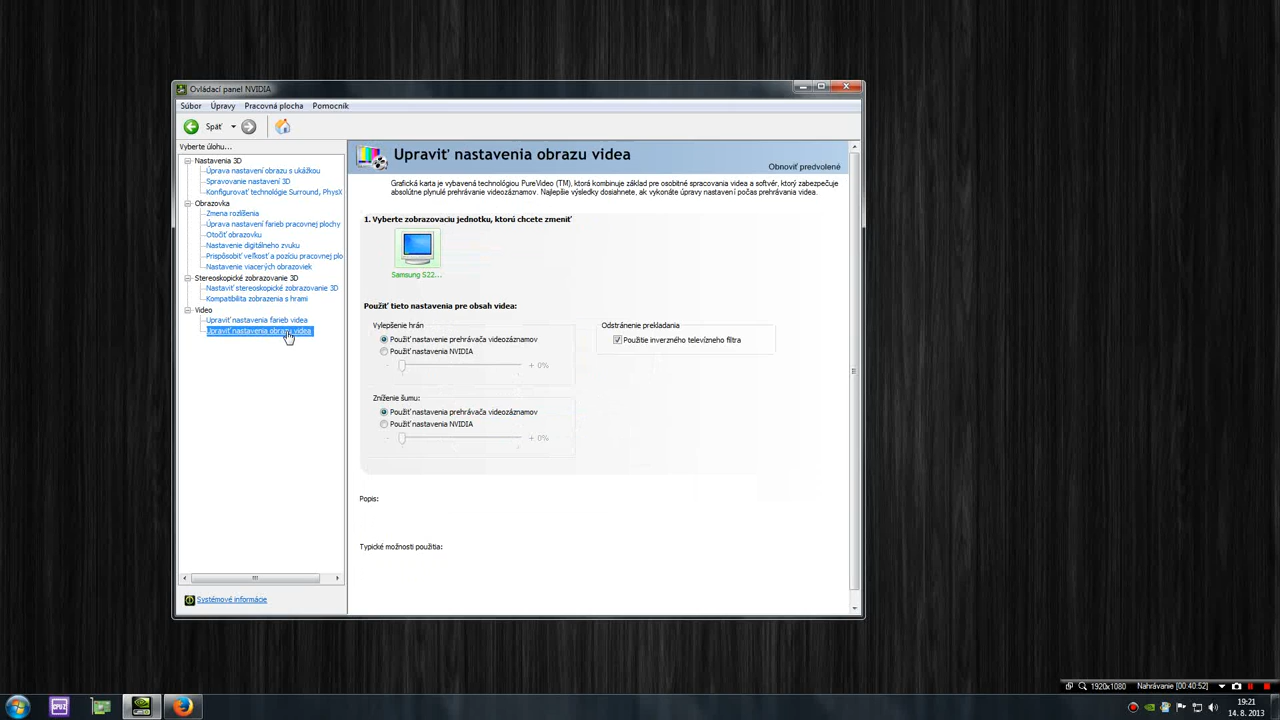 Ovládací panel NVIDIA
Súbor Úpravy Pracovná plocha Pomocník
Späť
Vyberte úlohu...
Nastavenia 3D
Úprava nastavení obrazu s ukážkou
Spravovanie nastavení 3D
Konfigurovať technológie Surround, PhysX
Obrazovka
Zmena rozlíšenia
Úprava nastavení farieb pracovnej plochy
Otočiť obrazovku
Nastavenie digitálneho zvuku
Prispôsobiť veľkosť a pozíciu pracovnej plo
Nastavenie viacerých obrazoviek
Stereoskopické zobrazovanie 3D
Nastaviť stereoskopické zobrazovanie 3D
Kompatibilita zobrazenia s hrami
Video
Upraviť nastavenia farieb videa
Upraviť nastavenia obrazu videa
Systémové informácie
Upraviť nastavenia obrazu videa
Obnoviť predvolené
Grafická karta je vybavená technológiou PureVideo (TM), ktorá kombinuje základ pre osobitné spracovania videa a softvér, ktorý zabezpečuje
absolútne plynulé prehrávanie videozáznamov. Najlepšie výsledky dosiahnete, ak vykonáte úpravy nastavení počas prehrávania videa.
1. Vyberte zobrazovaciu jednotku, ktorú chcete zmeniť
Samsung S22...
Použiť tieto nastavenia pre obsah videa:
Vylepšenie hrán
Použiť nastavenie prehrávača videozáznamov
Použiť nastavenia NVIDIA
- + 0%
Odstránenie prekladania
Použitie inverzného televízneho filtra
Zníženie šumu:
Použiť nastavenia prehrávača videozáznamov
Použiť nastavenia NVIDIA
- + 0%
Popis:
Typické možnosti použitia:
1920x1080 Nahrávanie [00:40:52]
CPU-Z
19:21
14. 8. 2013